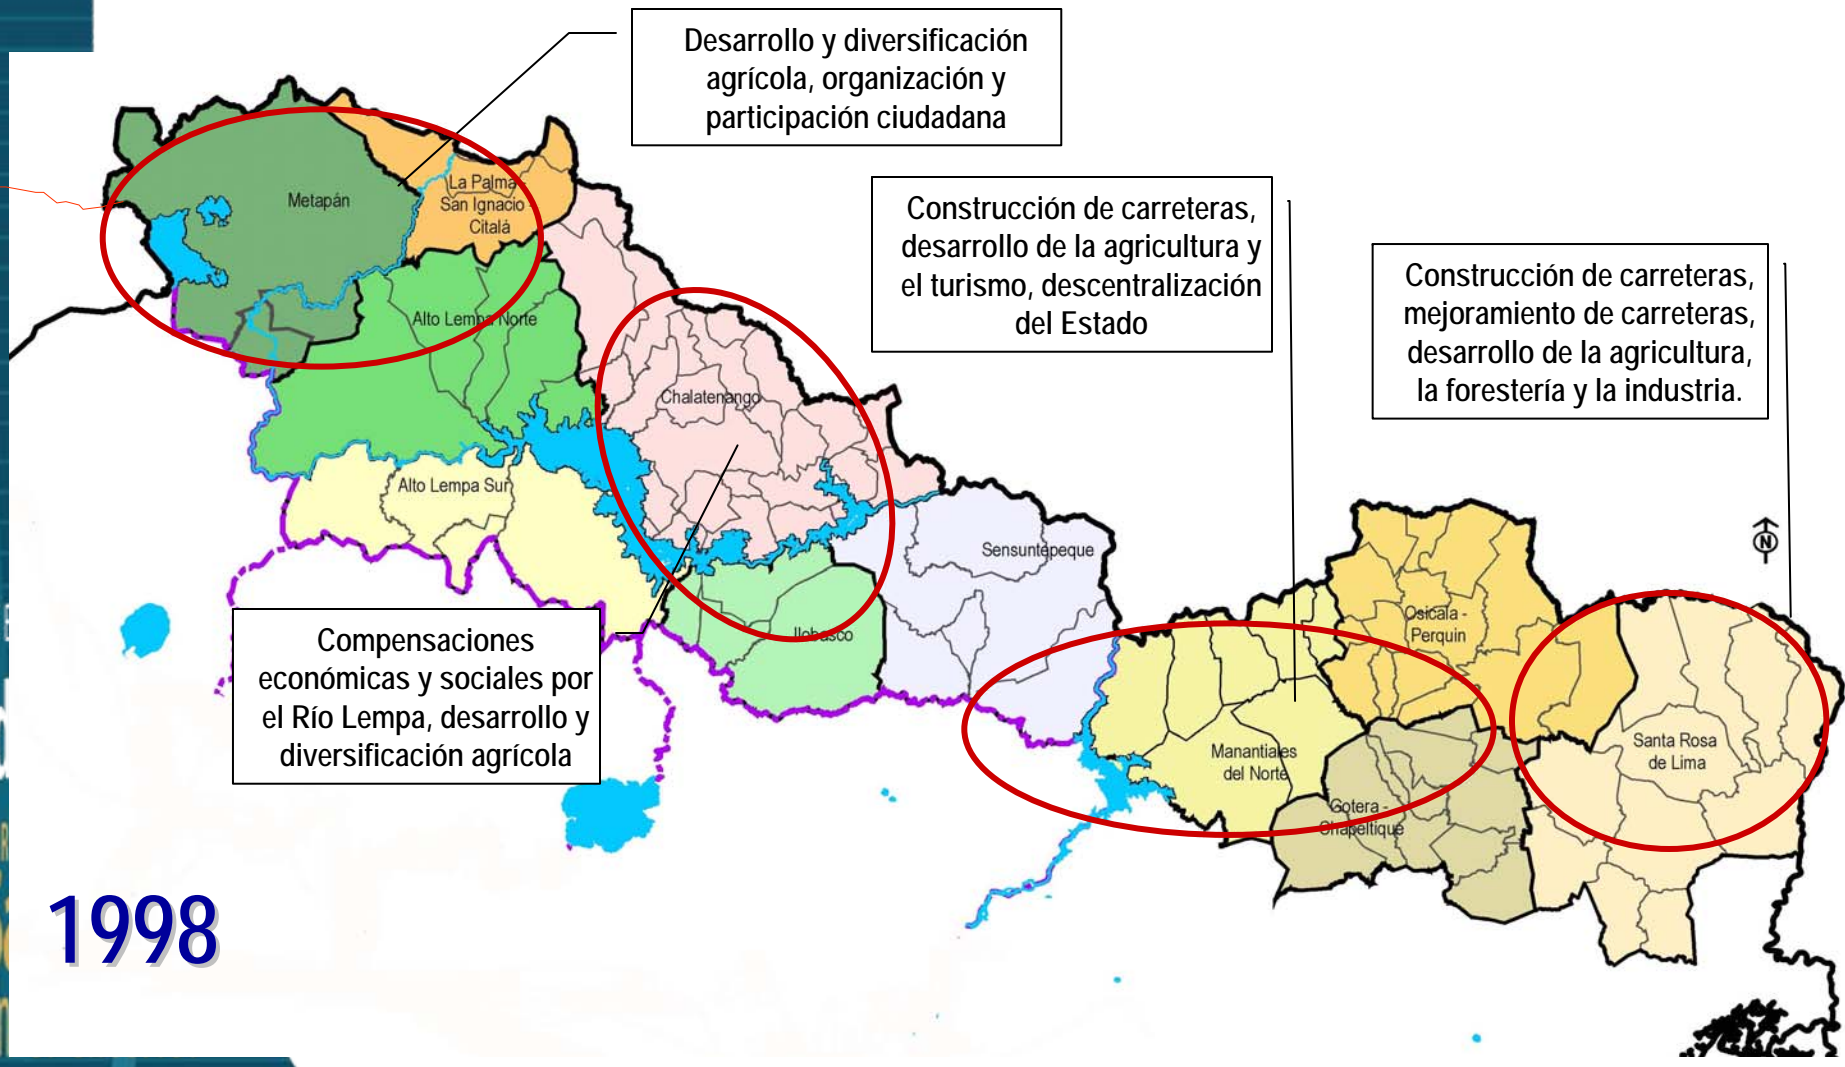 Desarrollo y diversificación
agrícola, organización y
participación ciudadana
Construcción de carreteras,
desarrollo de la agricultura y
el turismo, descentralización
del Estado
Construcción de carreteras,
mejoramiento de carreteras,
desarrollo de la agricultura,
la forestería y la industria.
Metapán
La Palma -
San Ignacio -
Citalá
Alto Lempa Norte
Chalatenango
Alto Lempa Sur
Sensuntepeque
Ilobasco
Osicala -
Perquin
N
Manantiales
del Norte
Santa Rosa
de Lima
Gotera -
Chapeltique
Compensaciones
económicas y sociales por
el Río Lempa, desarrollo y
diversificación agrícola
1998